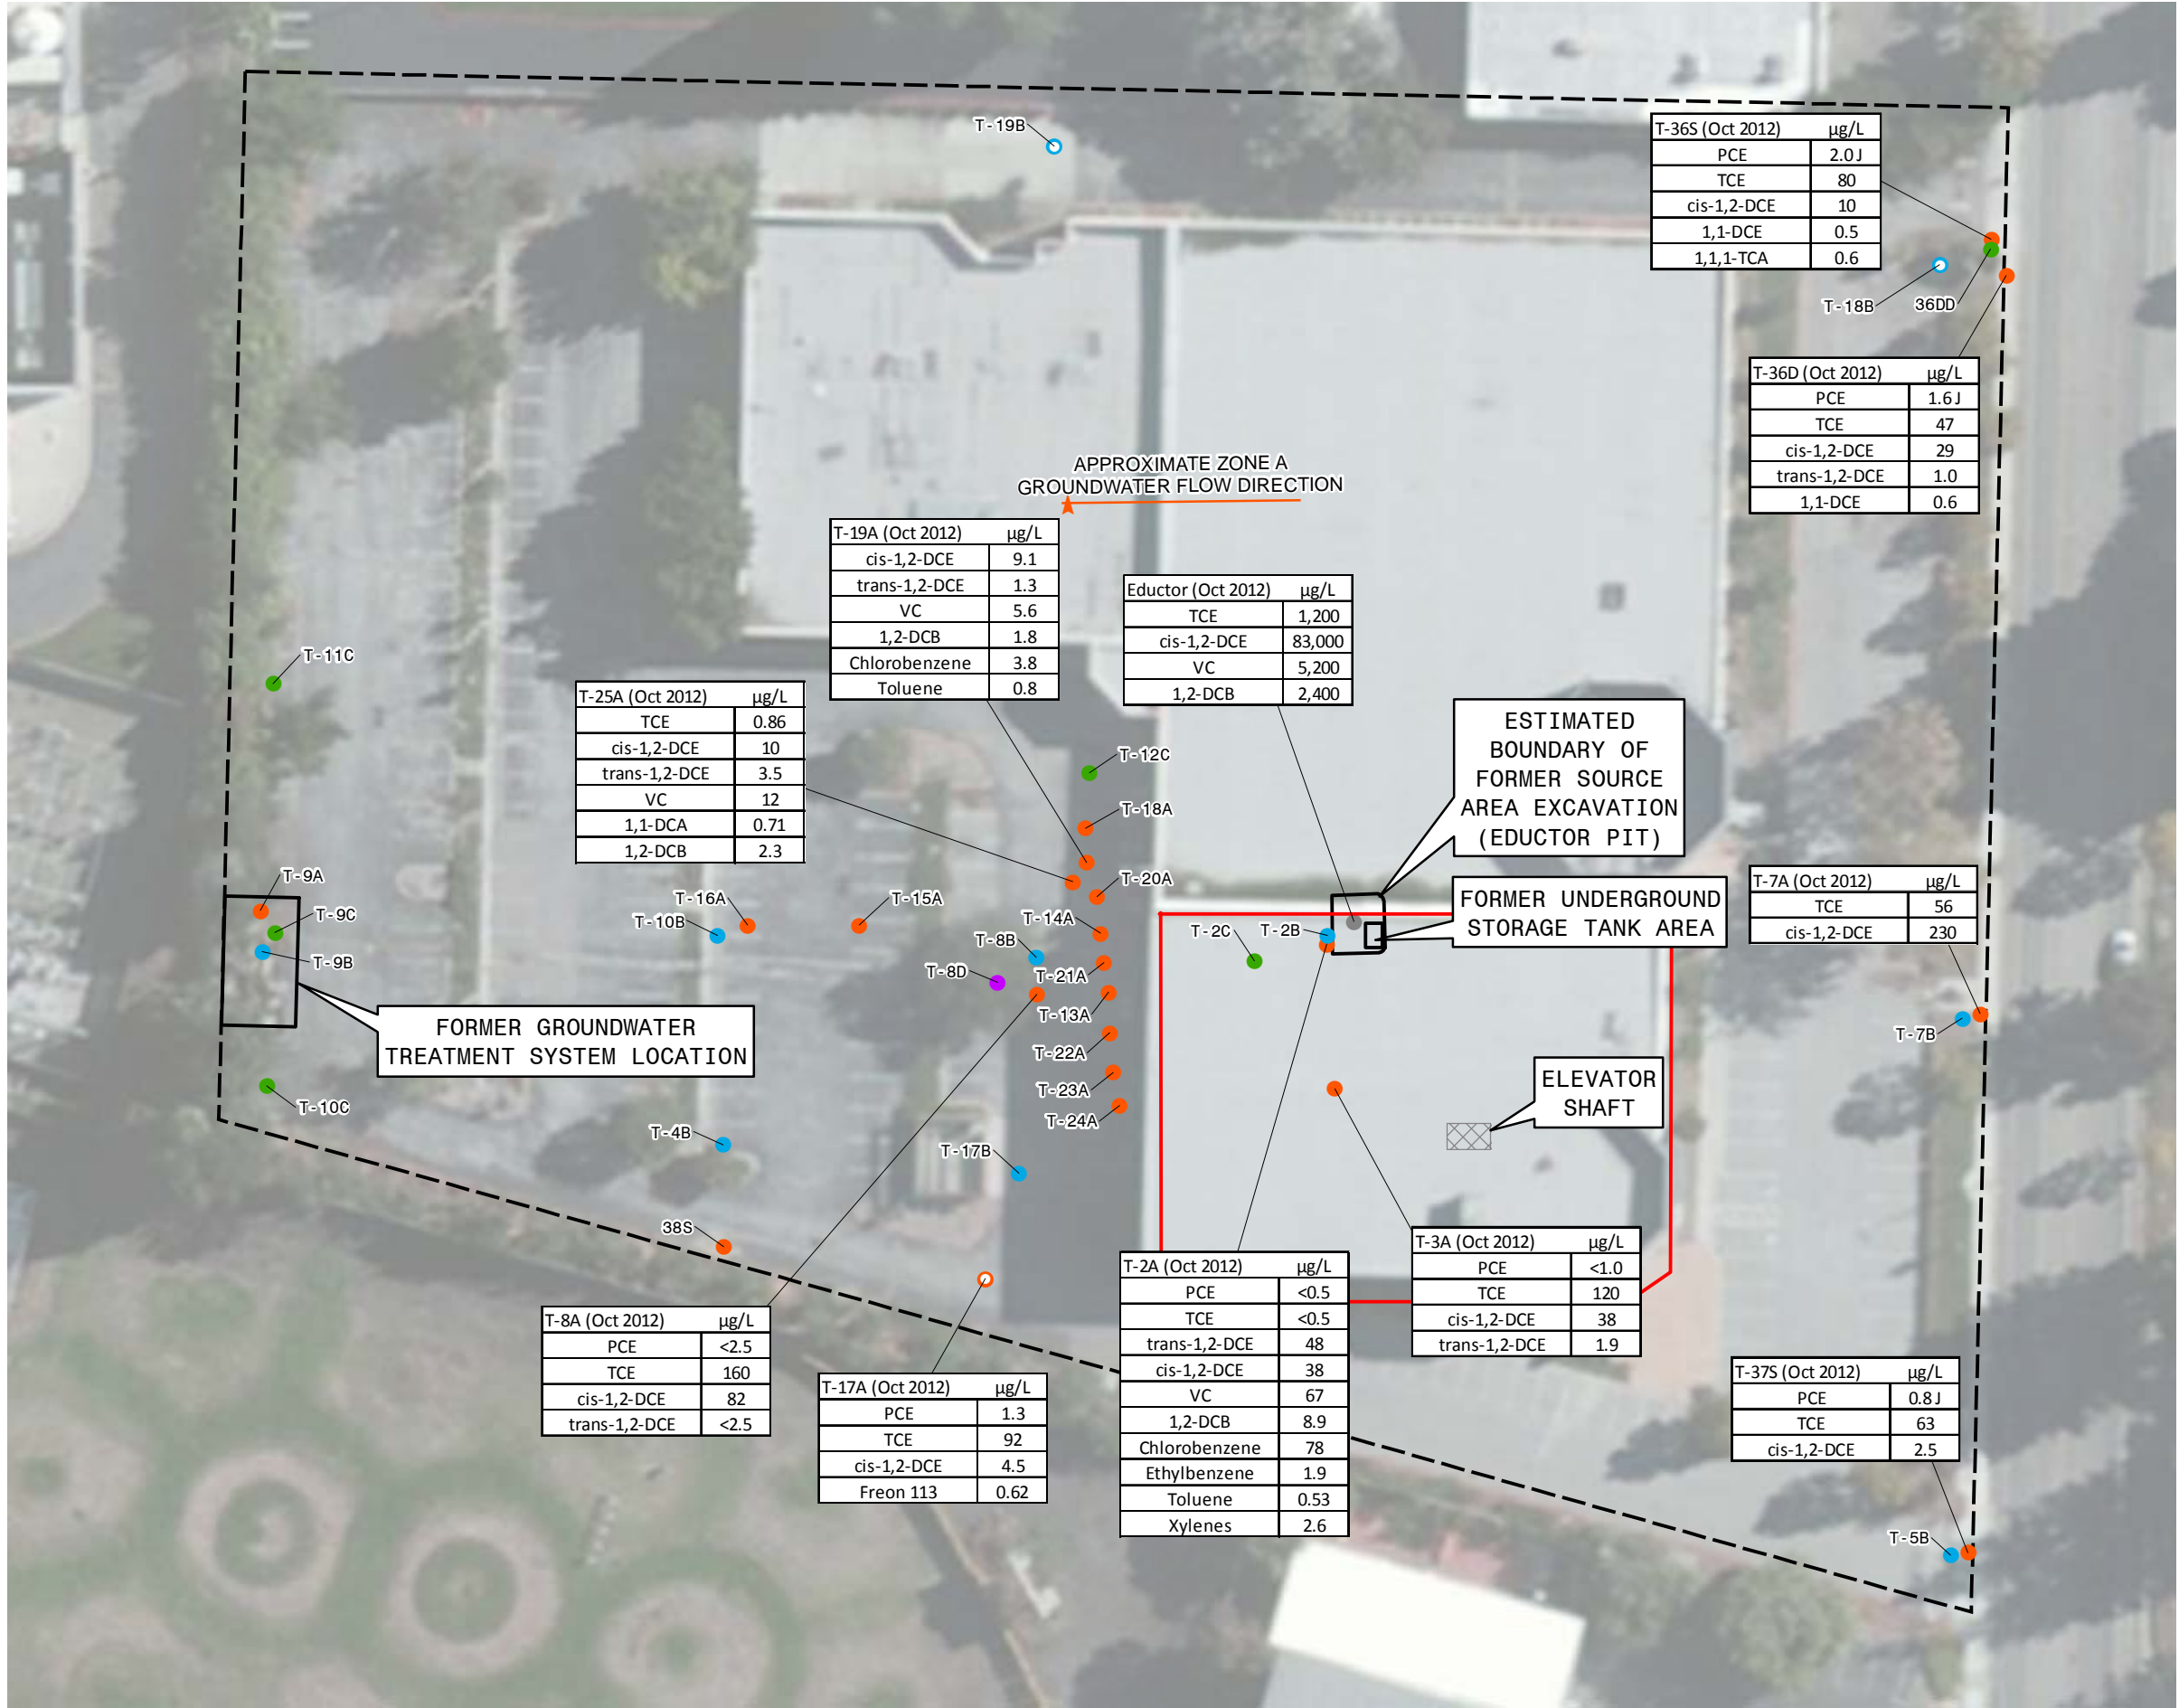 T-19B
T-36S (Oct 2012) µg/L
PCE 2.0 J
TCE 80
cis-1,2-DCE 10
1,1-DCE 0.5
1,1,1-TCA 0.6
T-18B
36DD
T-36D (Oct 2012) µg/L
PCE 1.6 J
TCE 47
cis-1,2-DCE 29
trans-1,2-DCE 1.0
1,1-DCE 0.6
APPROXIMATE ZONE A
GROUNDWATER FLOW DIRECTION
T-19A (Oct 2012) µg/L
cis-1,2-DCE 9.1
trans-1,2-DCE 1.3
VC 5.6
1,2-DCB 1.8
Chlorobenzene 3.8
Toluene 0.8
Eductor (Oct 2012) µg/L
TCE 1,200
cis-1,2-DCE 83,000
VC 5,200
1,2-DCB 2,400
T-11C
T-25A (Oct 2012) µg/L
TCE 0.86
cis-1,2-DCE 10
trans-1,2-DCE 3.5
VC 12
1,1-DCA 0.71
1,2-DCB 2.3
ESTIMATED
BOUNDARY OF
FORMER SOURCE
AREA EXCAVATION
(EDUCTOR PIT)
T-12C
T-18A
T-20A
T-9A
T-9C
T-9B
T-16A
T-10B
T-15A
T-14A
T-8B
T-8D
T-21A
T-13A
T-22A
T-23A
T-24A
T-2C
T-2B
FORMER UNDERGROUND
STORAGE TANK AREA
T-7A (Oct 2012) µg/L
TCE 56
cis-1,2-DCE 230
T-7B
FORMER GROUNDWATER
TREATMENT SYSTEM LOCATION
ELEVATOR
SHAFT
T-10C
T-4B
T-17B
38S
T-8A (Oct 2012) µg/L
PCE <2.5
TCE 160
cis-1,2-DCE 82
trans-1,2-DCE <2.5
T-17A (Oct 2012) µg/L
PCE 1.3
TCE 92
cis-1,2-DCE 4.5
Freon 113 0.62
T-2A (Oct 2012) µg/L
PCE <0.5
TCE <0.5
trans-1,2-DCE 48
cis-1,2-DCE 38
VC 67
1,2-DCB 8.9
Chlorobenzene 78
Ethylbenzene 1.9
Toluene 0.53
Xylenes 2.6
T-3A (Oct 2012) µg/L
PCE <1.0
TCE 120
cis-1,2-DCE 38
trans-1,2-DCE 1.9
T-37S (Oct 2012) µg/L
PCE 0.8 J
TCE 63
cis-1,2-DCE 2.5
T-5B